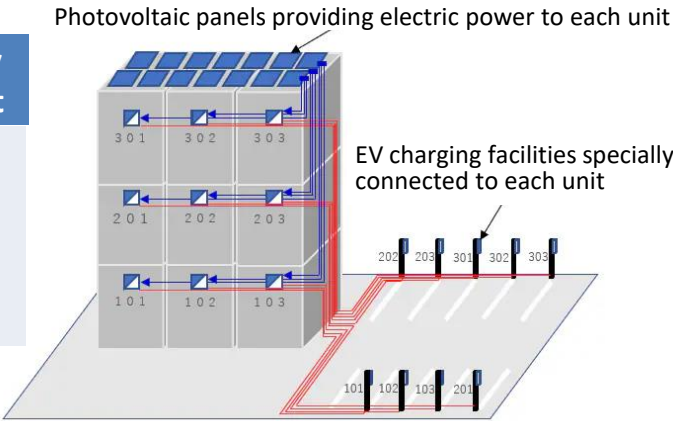 Photovoltaic panels providing electric power to each unit
EV charging facilities specially
connected to each unit
301 302 303
201 202 203
101 102 103
202 203 301 302 303
101 102 103 201